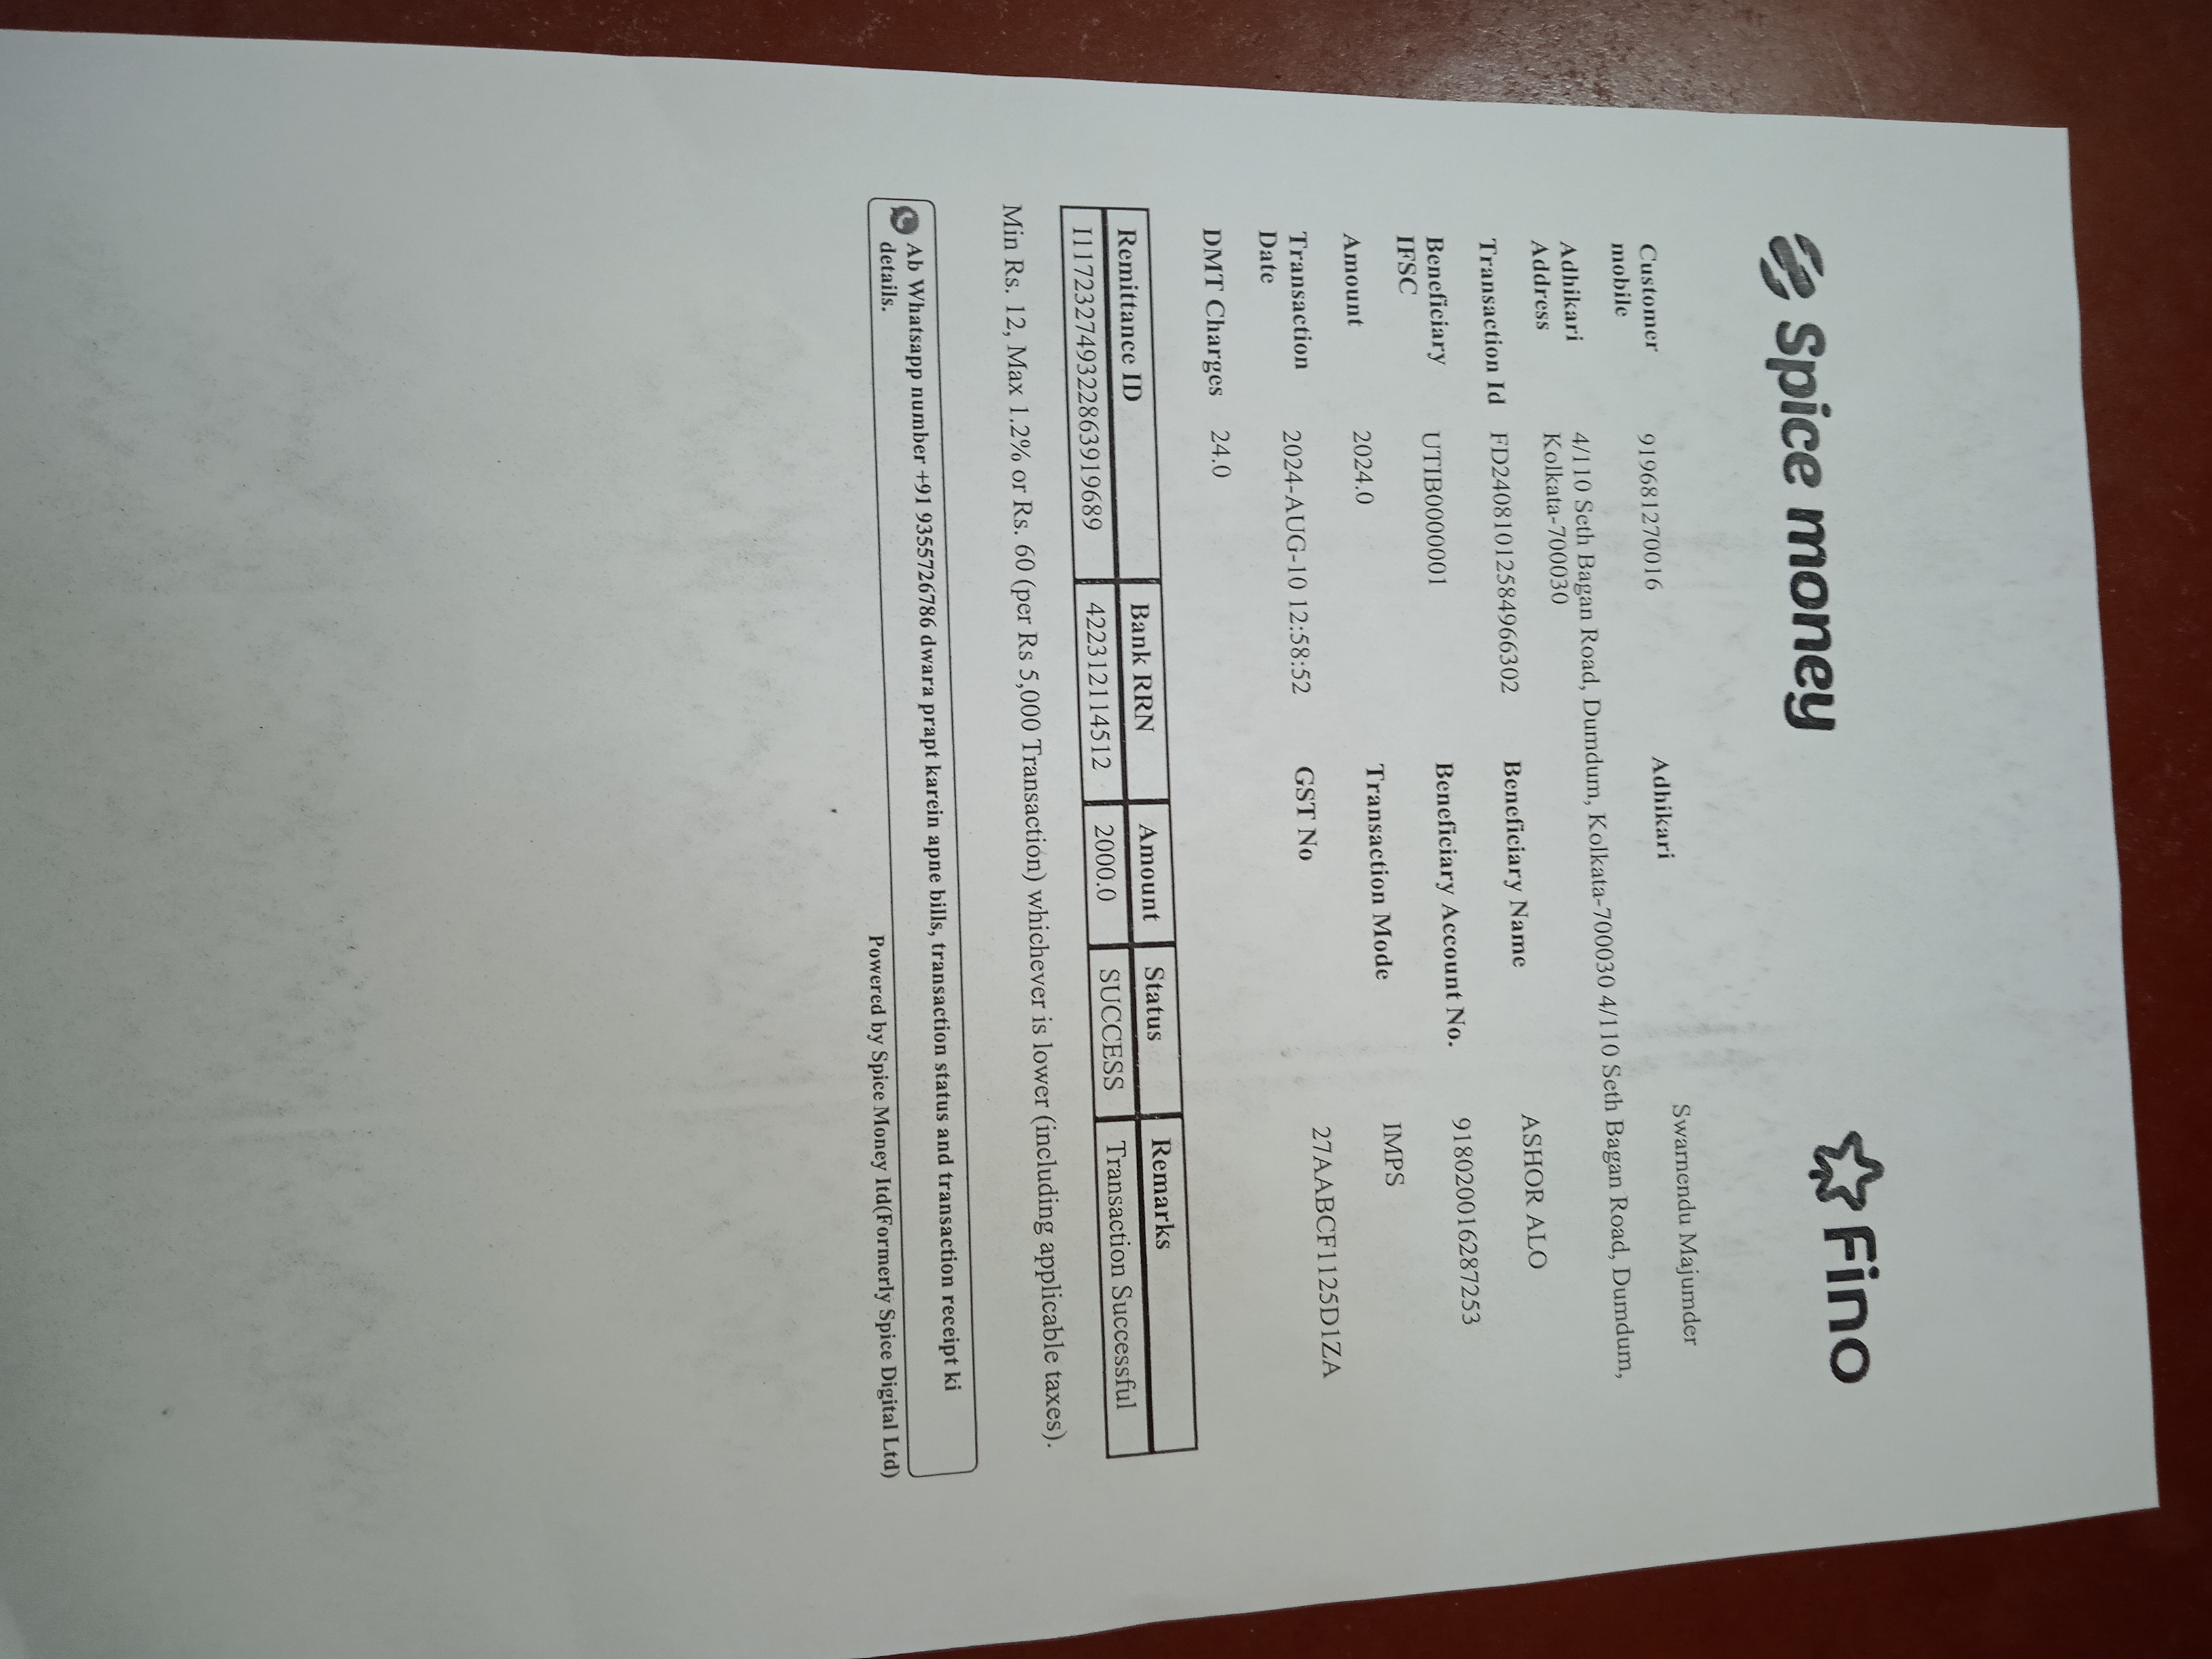 spice money
Fino
Customer mobile 919681270016 Adhikari Swarnendu Majumder
Adhikari Address 4/110 Seth Bagan Road, Dumdum, Kolkata-700030 4/110 Seth Bagan Road, Dumdum,
Kolkata-700030
Transaction Id FD240810125849663​02 Beneficiary Name ASHOR ALO
Beneficiary IFSC UTIB0000001 Beneficiary Account No. 918020016287253
Amount 2024.0 Transaction Mode IMPS
Transaction Date 2024-AUG-10 12:58:52 GST No 27AABCF1125D1ZA
DMT Charges 24.0
Remittance ID Bank RRN Amount Status Remarks
I1172327493228639196​89 422312114512 2000.0 SUCCESS Transaction Successful
Min Rs. 12, Max 1.2% or Rs. 60 (per Rs 5,000 Transaction) whichever is lower (including applicable taxes).
Ab Whatsapp number +91 9355726786 dwara prapt karein apne bills, transaction status and transaction receipt ki
details.
Powered by Spice Money ltd(Formerly Spice Digital Ltd)